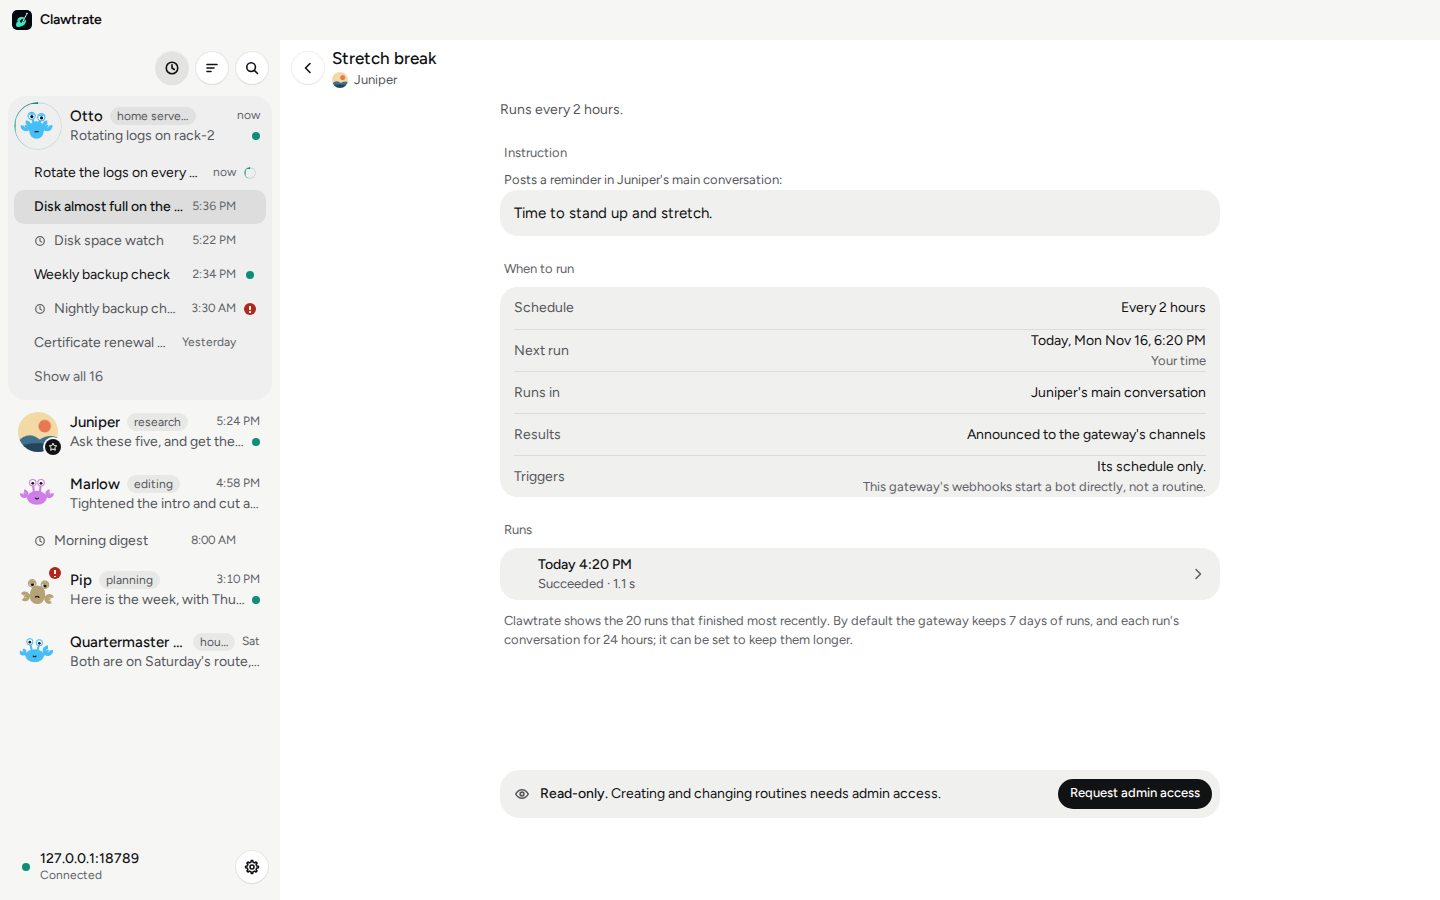 Clawtrate
Otto
home serve...
now
Rotating logs on rack-2
Rotate the logs on every ...
now
Disk almost full on the ...
5:36 PM
Disk space watch
5:22 PM
Weekly backup check
2:34 PM
Nightly backup ch...
3:30 AM
Certificate renewal ...
Yesterday
Show all 16
Juniper
research
5:24 PM
Ask these five, and get the...
Marlow
editing
4:58 PM
Tightened the intro and cut a...
Morning digest
8:00 AM
Pip
planning
3:10 PM
Here is the week, with Thu...
Quartermaster ...
hou...
Sat
Both are on Saturday's route,...
127.0.0.1:18789
Connected
Stretch break
Juniper
Runs every 2 hours.
Instruction
Posts a reminder in Juniper's main conversation:
Time to stand up and stretch.
When to run
Schedule
Every 2 hours
Next run
Today, Mon Nov 16, 6:20 PM
Your time
Runs in
Juniper's main conversation
Results
Announced to the gateway's channels
Triggers
Its schedule only.
This gateway's webhooks start a bot directly, not a routine.
Runs
Today 4:20 PM
Succeeded · 1.1 s
Clawtrate shows the 20 runs that finished most recently. By default the gateway keeps 7 days of runs, and each run's
conversation for 24 hours; it can be set to keep them longer.
Read-only. Creating and changing routines needs admin access.
Request admin access